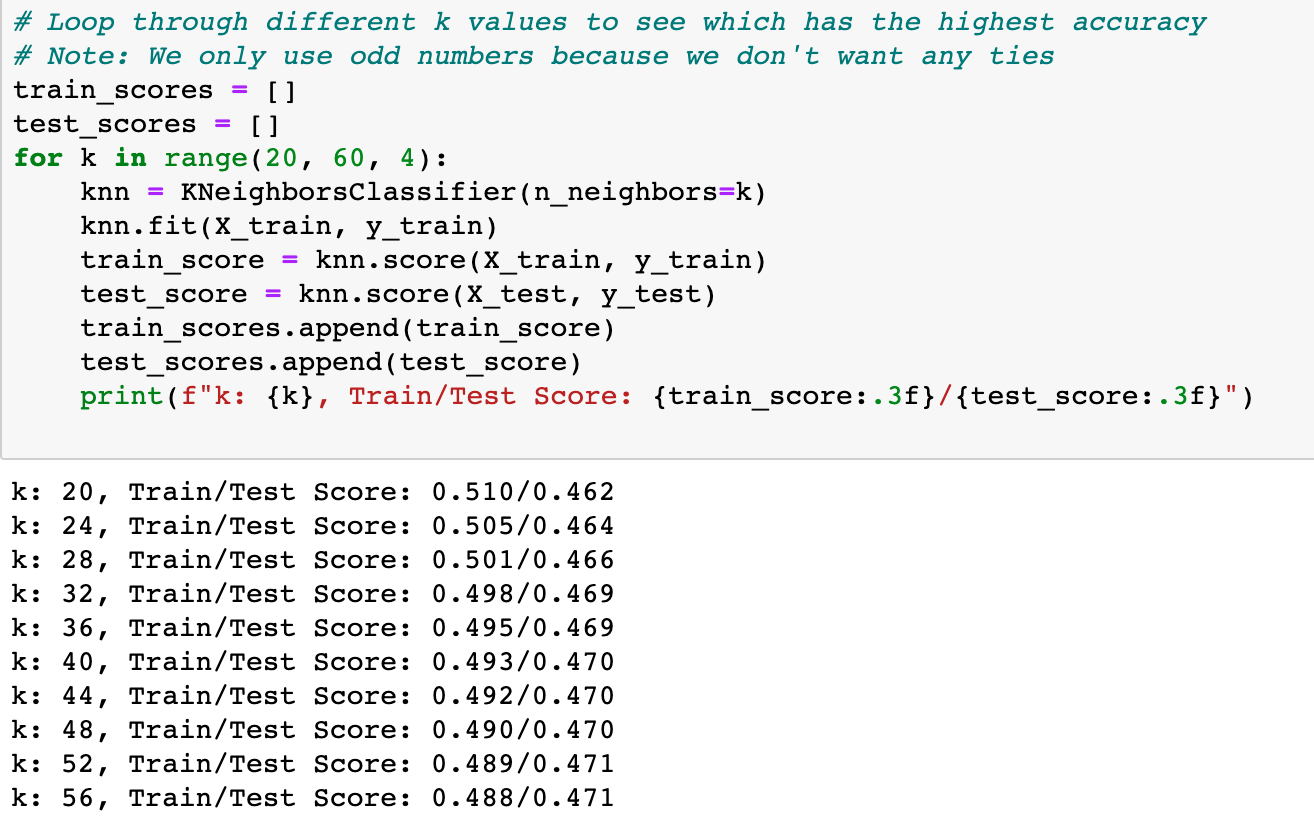 # Loop through different k values to see which has the highest accuracy
# Note: We only use odd numbers because we don't want any ties
train_scores = []
test_scores = []
for k in range(20, 60, 4):
    knn = KNeighborsClassifier(n_neighbors=k)
    knn.fit(X_train, y_train)
    train_score = knn.score(X_train, y_train)
    test_score = knn.score(X_test, y_test)
    train_scores.append(train_score)
    test_scores.append(test_score)
    print(f"k: {k}, Train/Test Score: {train_score:.3f}/{test_score:.3f}")
k: 20, Train/Test Score: 0.510/0.462
k: 24, Train/Test Score: 0.505/0.464
k: 28, Train/Test Score: 0.501/0.466
k: 32, Train/Test Score: 0.498/0.469
k: 36, Train/Test Score: 0.495/0.469
k: 40, Train/Test Score: 0.493/0.470
k: 44, Train/Test Score: 0.492/0.470
k: 48, Train/Test Score: 0.490/0.470
k: 52, Train/Test Score: 0.489/0.471
k: 56, Train/Test Score: 0.488/0.471